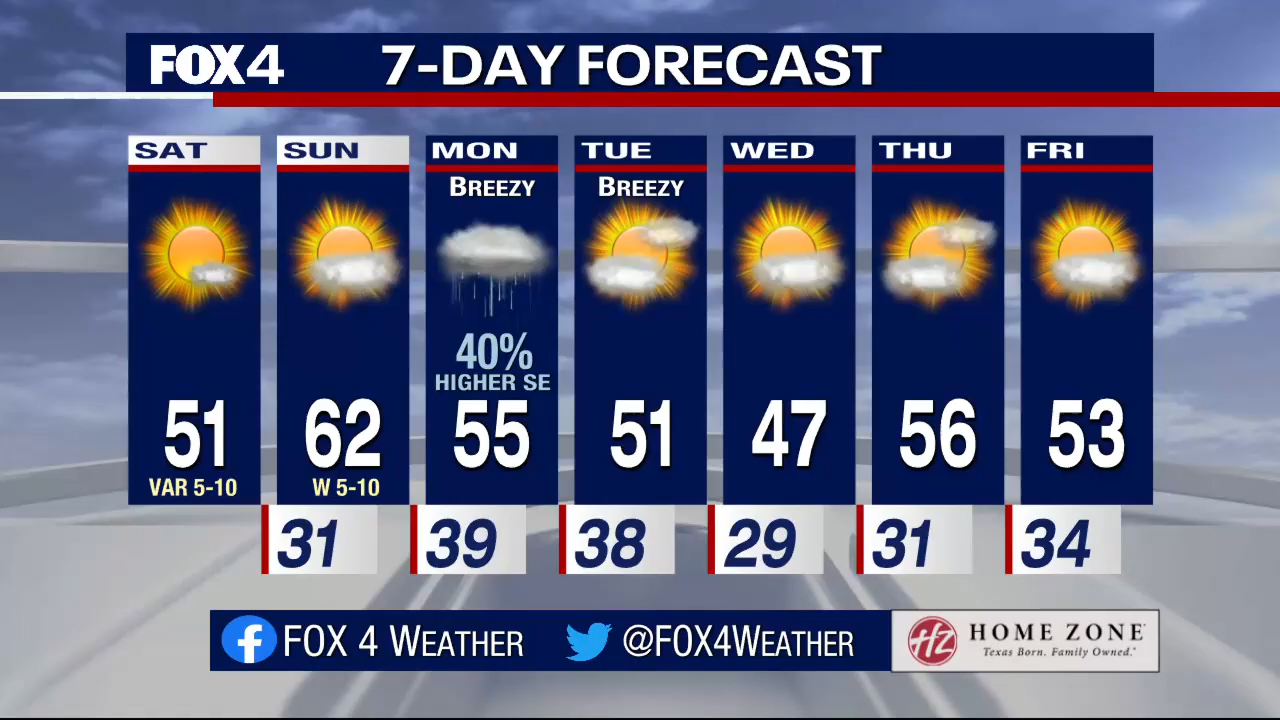 FOX4 7-DAY FORECAST
SAT SUN MON TUE WED THU FRI
BREEZY BREEZY
40%
HIGHER SE
51 62 55 51 47 56 53
VAR 5-10 W 5-10
31 39 38 29 31 34
FOX 4 WEATHER @FOX4WEATHER HZ HOME ZONE
Texas Born. Family Owned.